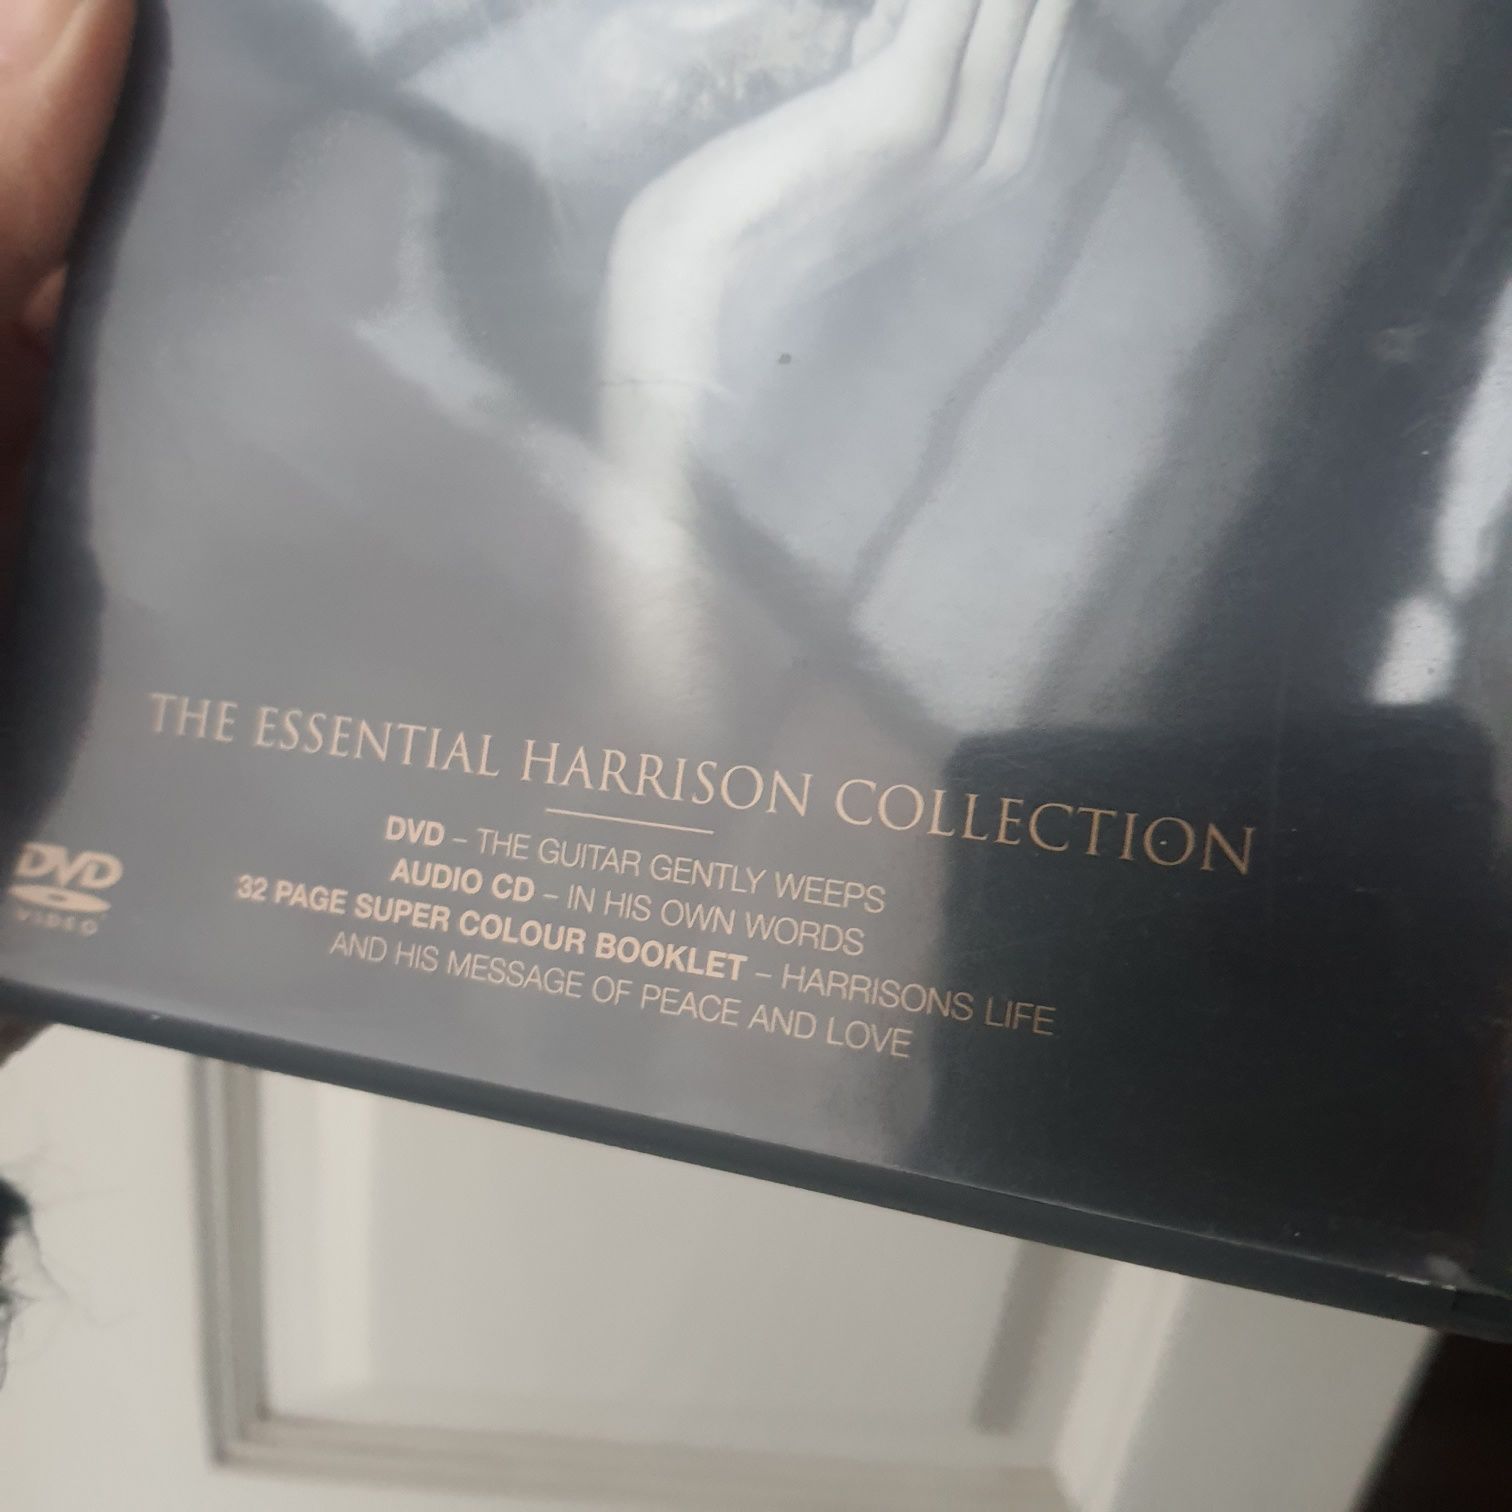 THE ESSENTIAL HARRISON COLLECTION
DVD – THE GUITAR GENTLY WEEPS
AUDIO CD – IN HIS OWN WORDS
32 PAGE SUPER COLOUR BOOKLET – HARRISONS LIFE
AND HIS MESSAGE OF PEACE AND LOVE
DVD
VIDEO